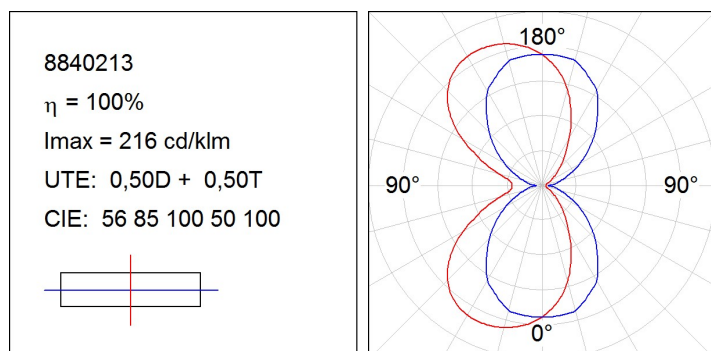 8840213
η = 100%
Imax = 216 cd/klm
UTE: 0,50D + 0,50T
CIE: 56 85 100 50 100
180°
90° 90°
0°